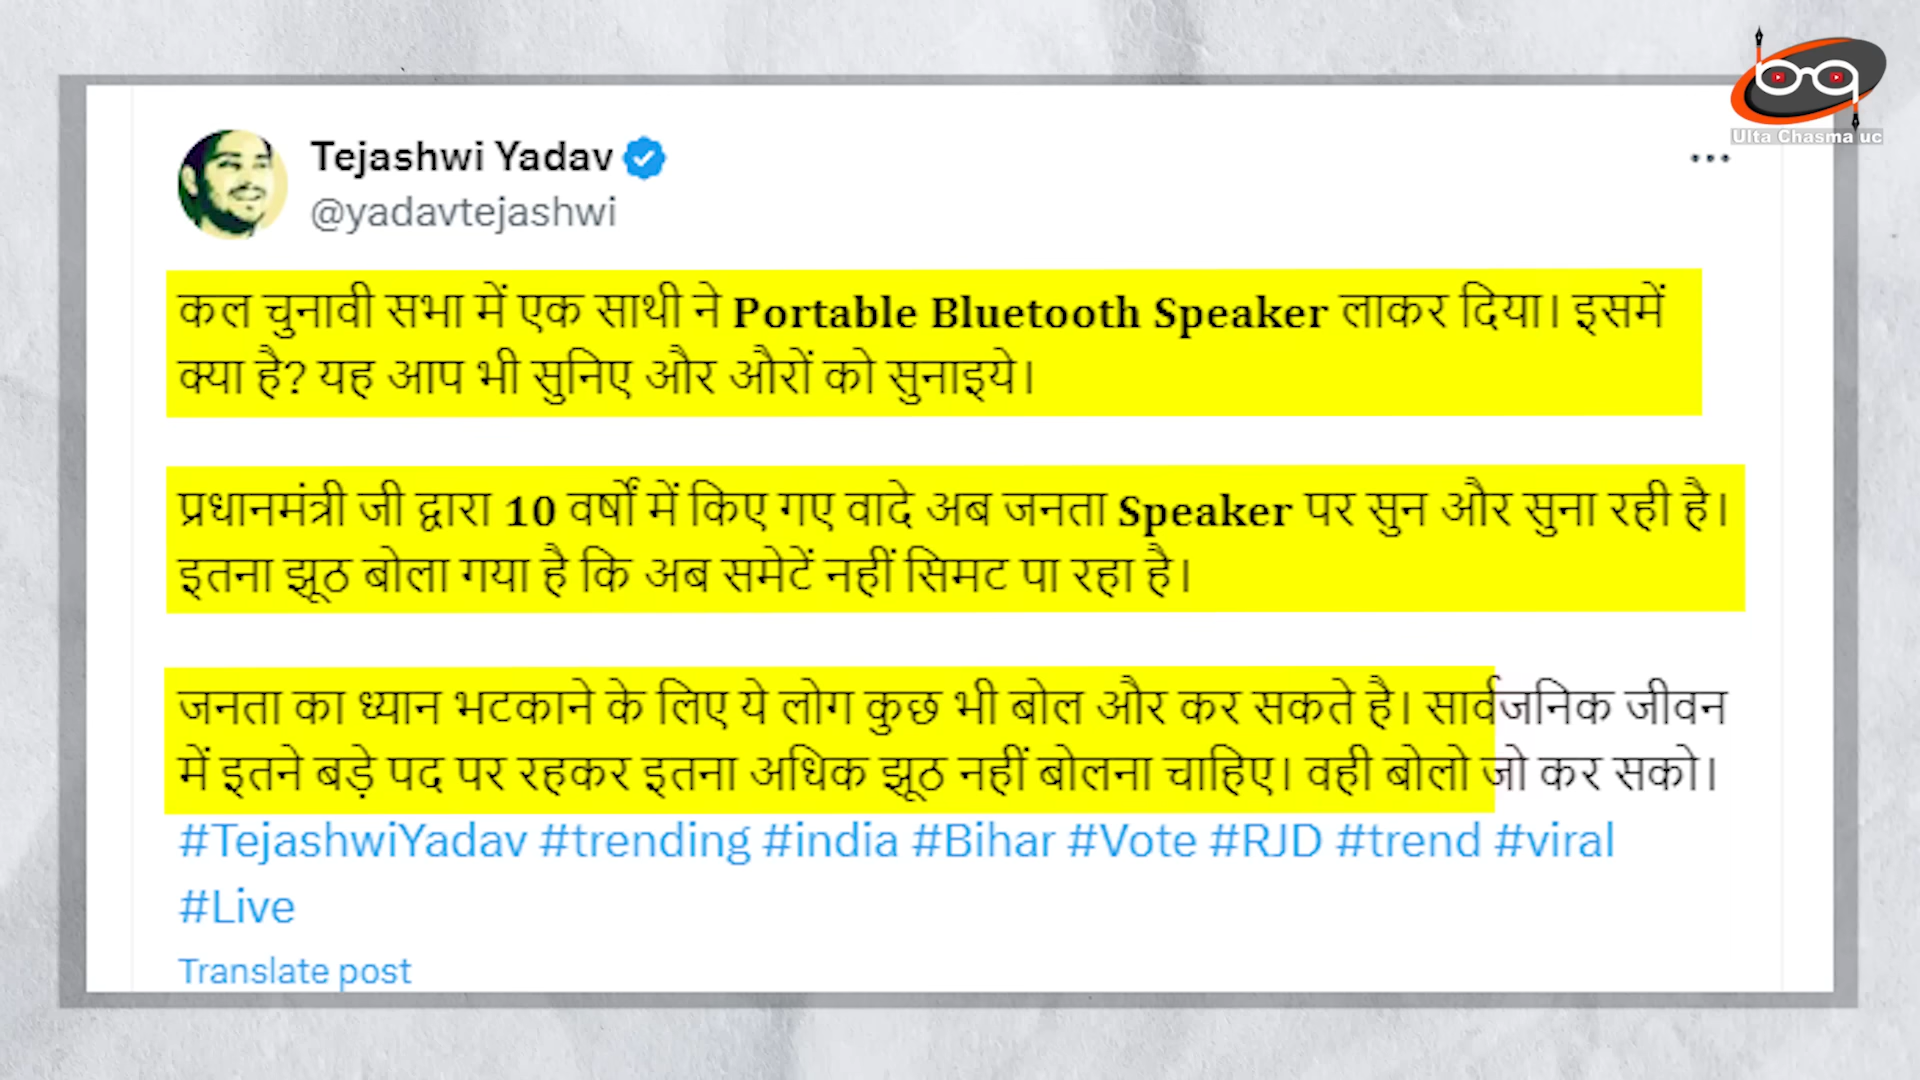 Ulta Chasma uc
Tejashwi Yadav
@yadavtejashwi
कल चुनावी सभा में एक साथी ने Portable Bluetooth Speaker लाकर दिया। इसमें
क्या है? यह आप भी सुनिए और औरों को सुनाइये।
प्रधानमंत्री जी द्वारा 10 वर्षों में किए गए वादे अब जनता Speaker पर सुन और सुना रही है।
इतना झूठ बोला गया है कि अब समेटें नहीं सिमट पा रहा है।
जनता का ध्यान भटकाने के लिए ये लोग कुछ भी बोल और कर सकते है। सार्वजनिक जीवन
में इतने बड़े पद पर रहकर इतना अधिक झूठ नहीं बोलना चाहिए। वही बोलो जो कर सको।
#TejashwiYadav #trending #india #Bihar #Vote #RJD #trend #viral
#Live
Translate post